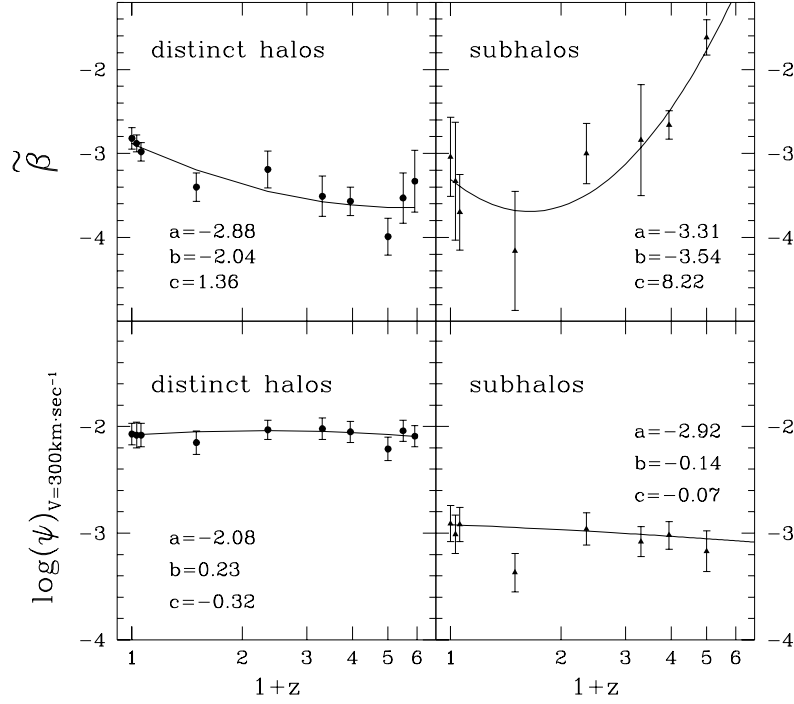 distinct halos
subhalos
−2
−2
β̃
−3
−3
a=−2.88
b=−2.04
c=1.36
a=−3.31
b=−3.54
c=8.22
−4
−4
distinct halos
subhalos
log(ψ)V=300km·sec−1
−2
−2
a=−2.92
b=−0.14
c=−0.07
−3
−3
a=−2.08
b=0.23
c=−0.32
−4
−4
1 2 3 4 5 6
1 2 3 4 5 6
1+z
1+z